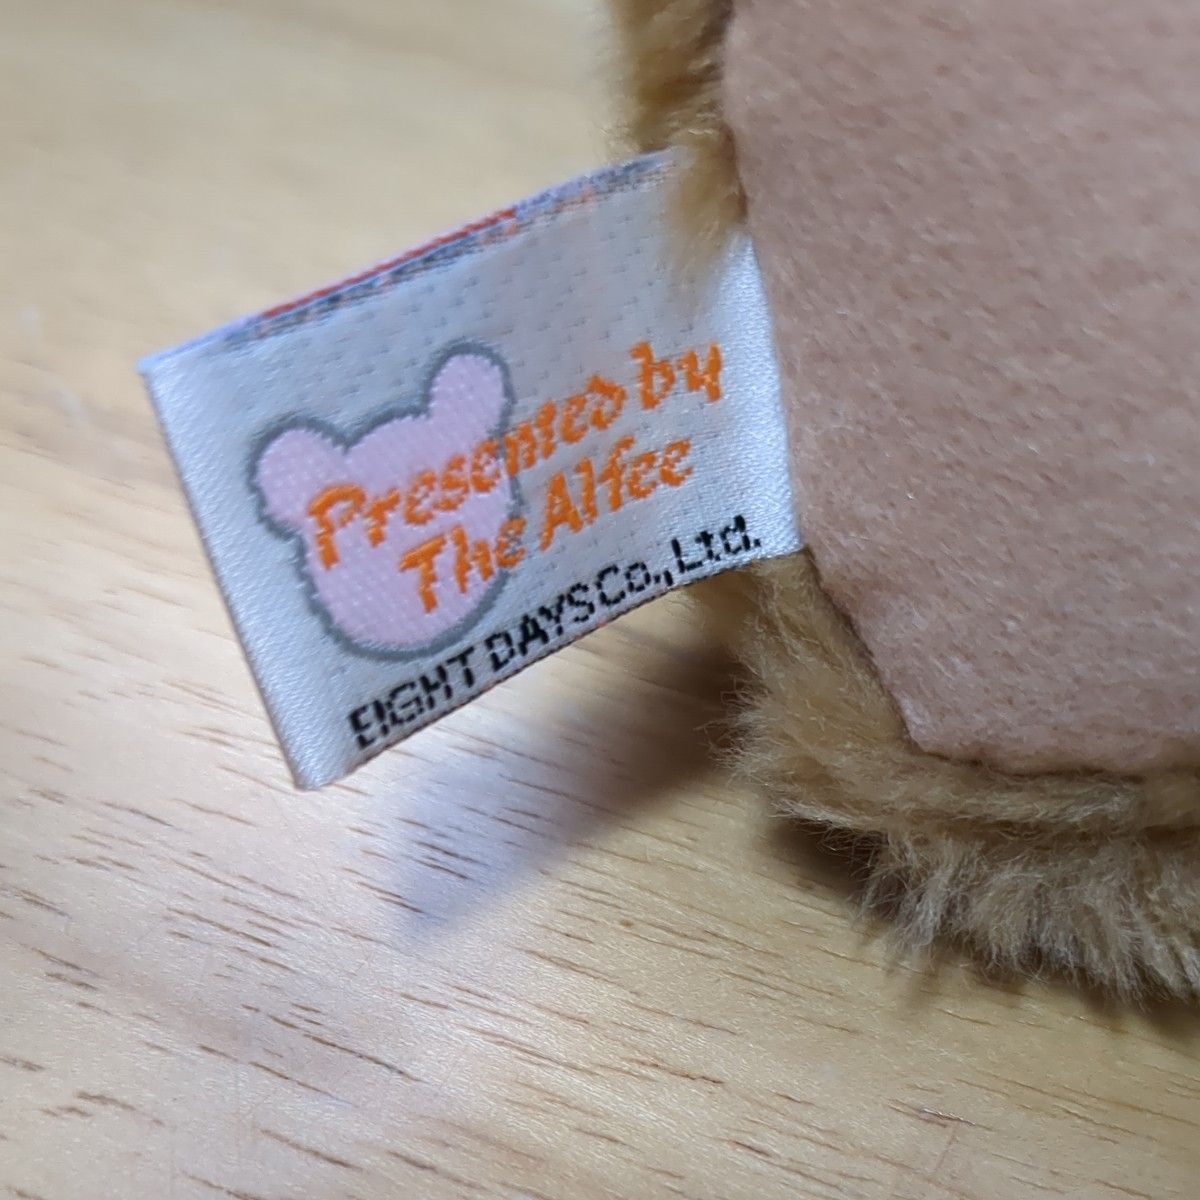 Presented by
The Alfee
EIGHT DAYS Co., Ltd.